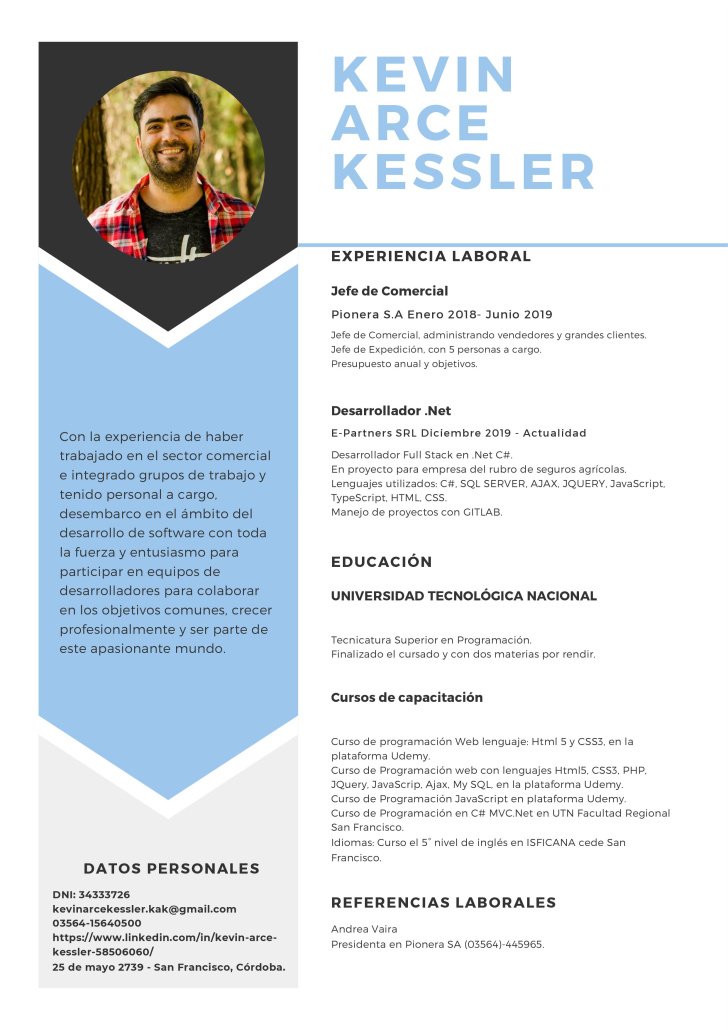 KEVIN
ARCE
KESSLER
Con la experiencia de haber
trabajado en el sector comercial
e integrado grupos de trabajo y
tenido personal a cargo,
desembarco en el ámbito del
desarrollo de software con toda
la fuerza y entusiasmo para
participar en equipos de
desarrolladores para colaborar
en los objetivos comunes, crecer
profesionalmente y ser parte de
este apasionante mundo.
DATOS PERSONALES
DNI: 34333726
kevinarcekessler.kak@gmail.com
03564-15640500
https://www.linkedin.com/in/kevin-arce-
kessler-58506060/
25 de mayo 2739 - San Francisco, Córdoba.
EXPERIENCIA LABORAL
Jefe de Comercial
Pionera S.A Enero 2018- Junio 2019
Jefe de Comercial, administrando vendedores y grandes clientes.
Jefe de Expedición, con 5 personas a cargo.
Presupuesto anual y objetivos.
Desarrollador .Net
E-Partners SRL Diciembre 2019 - Actualidad
Desarrollador Full Stack en .Net C#.
En proyecto para empresa del rubro de seguros agrícolas.
Lenguajes utilizados: C#, SQL SERVER, AJAX, JQUERY, JavaScript,
TypeScript, HTML, CSS.
Manejo de proyectos con GITLAB.
EDUCACIÓN
UNIVERSIDAD TECNOLÓGICA NACIONAL
Tecnicatura Superior en Programación.
Finalizado el cursado y con dos materias por rendir.
Cursos de capacitación
Curso de programación Web lenguaje: Html 5 y CSS3, en la
plataforma Udemy.
Curso de Programación web con lenguajes Html5, CSS3, PHP,
JQuery, JavaScrip, Ajax, My SQL, en la plataforma Udemy.
Curso de Programación JavaScript en plataforma Udemy.
Curso de Programación en C# MVC.Net en UTN Facultad Regional
San Francisco.
Idiomas: Curso el 5° nivel de inglés en ISFICANA cede San
Francisco.
REFERENCIAS LABORALES
Andrea Vaira
Presidenta en Pionera SA (03564)-445965.